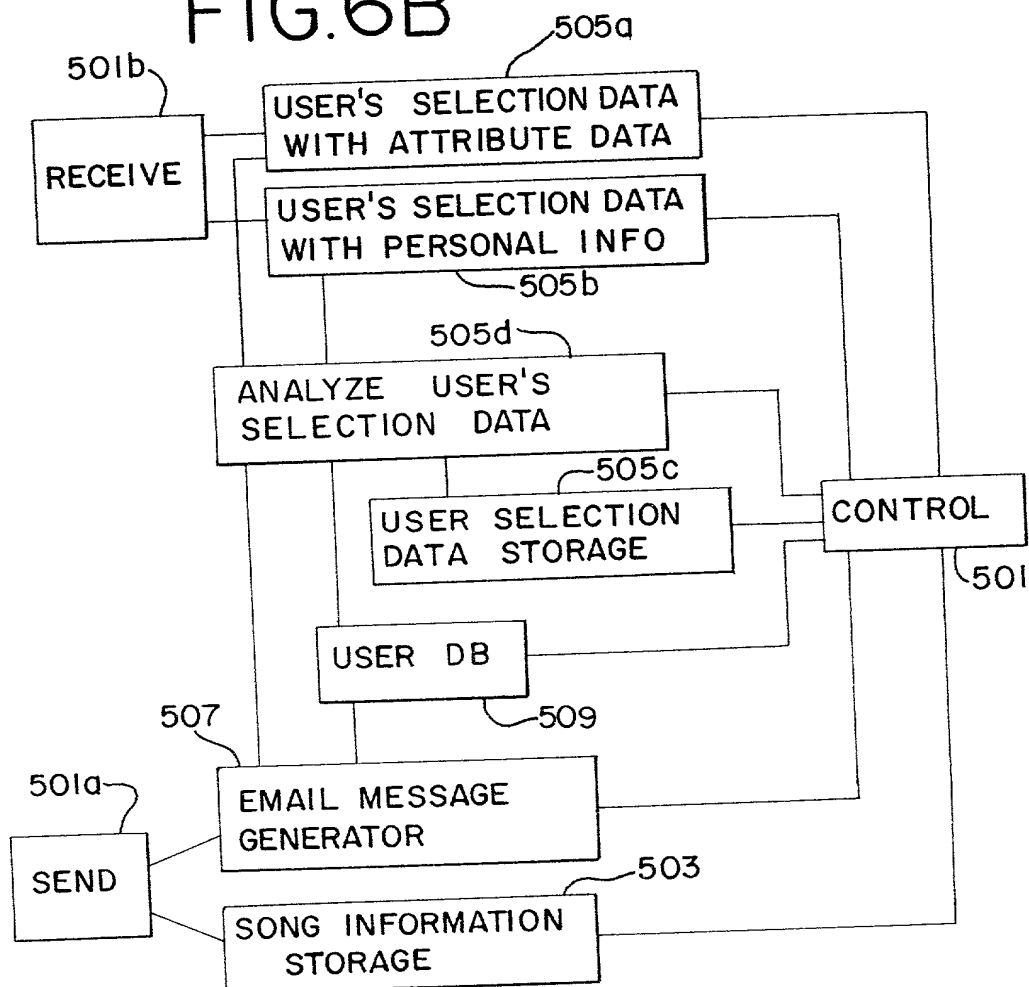 FIG.6B
505a
501b
USER'S SELECTION DATA
WITH ATTRIBUTE DATA
RECEIVE
USER'S SELECTION DATA
WITH PERSONAL INFO
505b
505d
ANALYZE USER'S
SELECTION DATA
505c
USER SELECTION
DATA STORAGE
CONTROL
501
USER DB
509
507
501a
EMAIL MESSAGE
GENERATOR
SEND
503
SONG INFORMATION
STORAGE